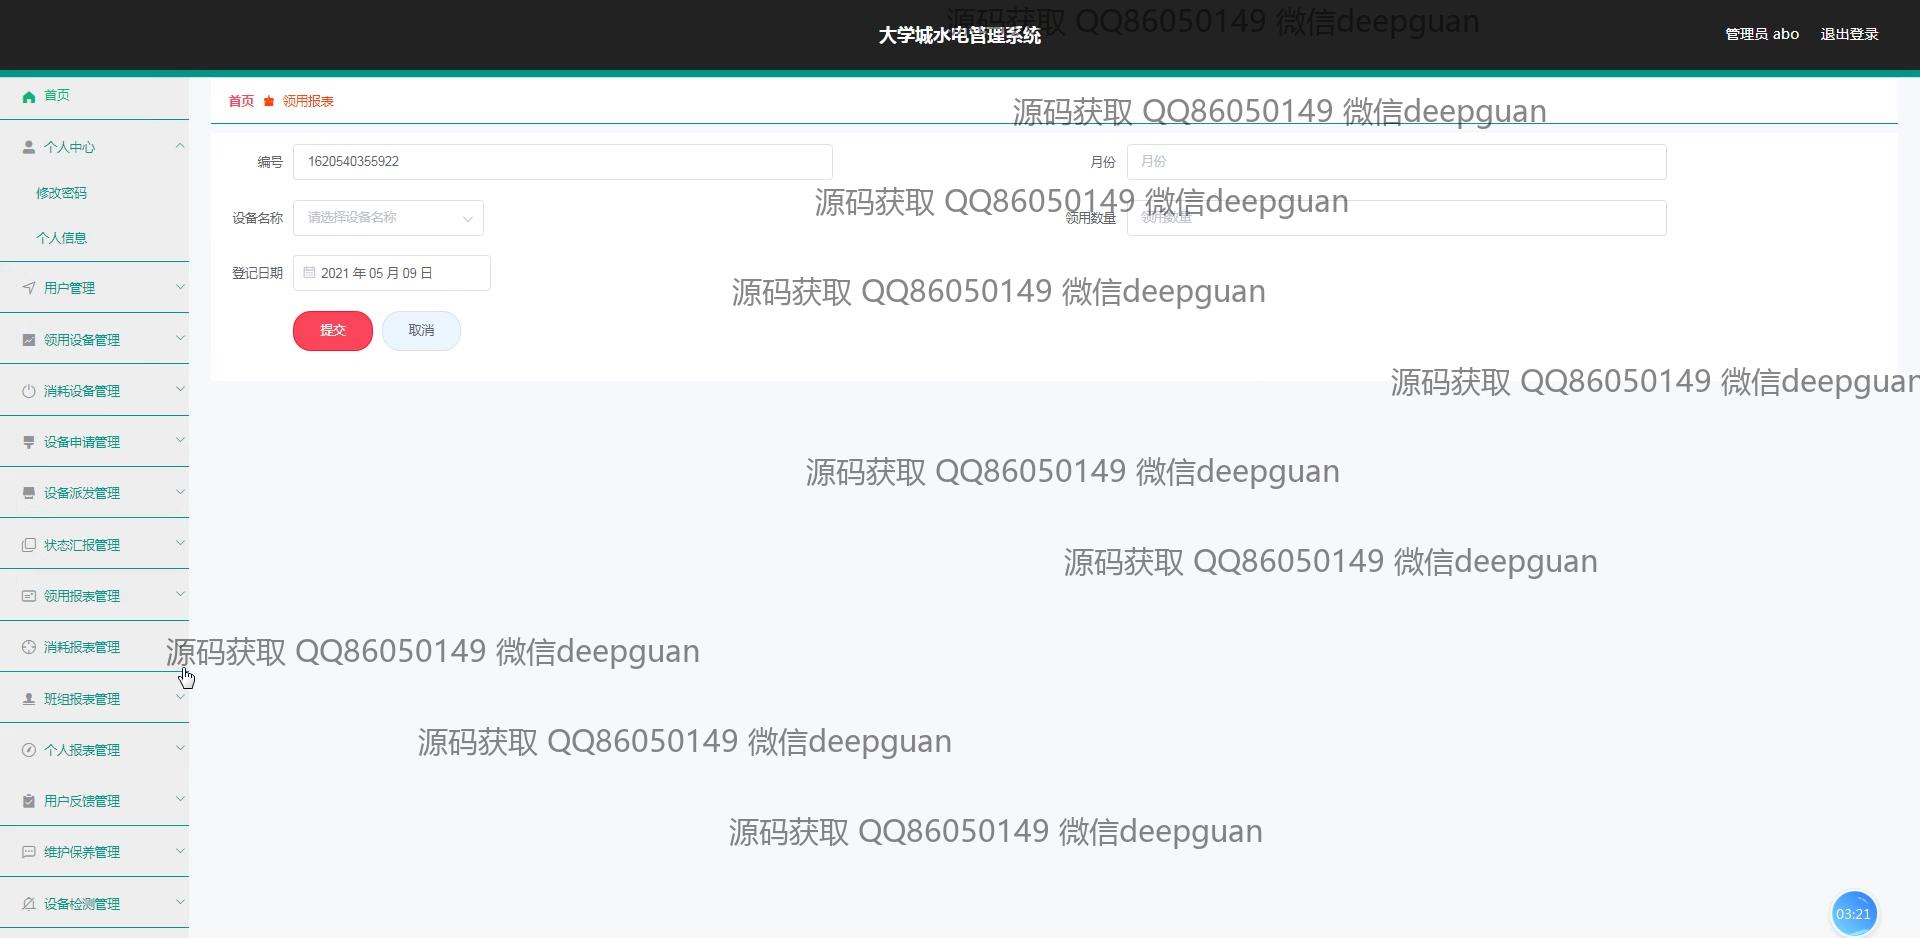 源码获取 QQ86050149 微信deepguan
大学城水电管理系统
管理员 abo
退出登录
首页
个人中心
修改密码
个人信息
用户管理
领用设备管理
消耗设备管理
设备申请管理
设备派发管理
状态汇报管理
领用报表管理
消耗报表管理
班组报表管理
个人报表管理
用户反馈管理
维护保养管理
设备检测管理
首页 领用报表
源码获取 QQ86050149 微信deepguan
编号 1620540355922
月份 月份
源码获取 QQ86050149 微信deepguan
设备名称 请选择设备名称
领用数量 领用数量
登记日期 2021 年 05 月 09 日
源码获取 QQ86050149 微信deepguan
提交 取消
源码获取 QQ86050149 微信deepguan
源码获取 QQ86050149 微信deepguan
源码获取 QQ86050149 微信deepguan
源码获取 QQ86050149 微信deepguan
源码获取 QQ86050149 微信deepguan
源码获取 QQ86050149 微信deepguan
03:21